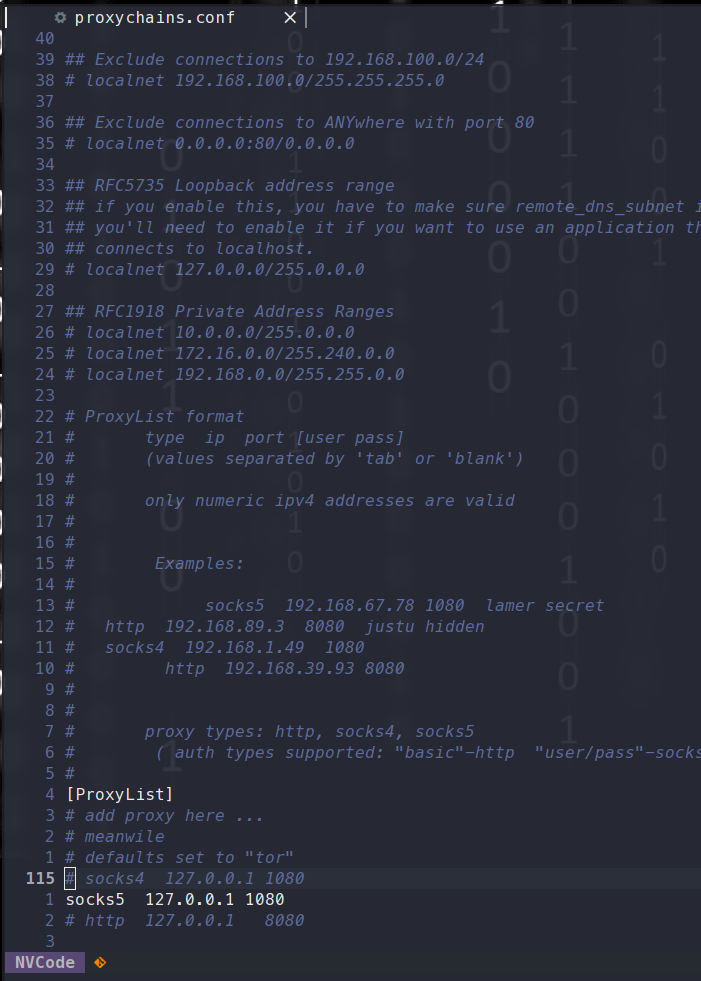 proxychains.conf ×
40
39 ## Exclude connections to 192.168.100.0/24
38 # localnet 192.168.100.0/255.255.255.0
37
36 ## Exclude connections to ANYwhere with port 80
35 # localnet 0.0.0.0:80/0.0.0.0
34
33 ## RFC5735 Loopback address range
32 ## if you enable this, you have to make sure remote_dns_subnet i
31 ## you'll need to enable it if you want to use an application th
30 ## connects to localhost.
29 # localnet 127.0.0.0/255.0.0.0
28
27 ## RFC1918 Private Address Ranges
26 # localnet 10.0.0.0/255.0.0.0
25 # localnet 172.16.0.0/255.240.0.0
24 # localnet 192.168.0.0/255.255.0.0
23
22 # ProxyList format
21 #       type  ip  port [user pass]
20 #       (values separated by 'tab' or 'blank')
19 #
18 #       only numeric ipv4 addresses are valid
17 #
16 #
15 #        Examples:
14 #
13 #             socks5  192.168.67.78 1080  lamer secret
12 #   http  192.168.89.3  8080  justu hidden
11 #   socks4  192.168.1.49  1080
10 #         http  192.168.39.93 8080
9 #
8 #
7 #       proxy types: http, socks4, socks5
6 #        ( auth types supported: "basic"-http  "user/pass"-socks
5 #
4 [ProxyList]
3 # add proxy here ...
2 # meanwile
1 # defaults set to "tor"
115 # socks4  127.0.0.1 1080
1 socks5  127.0.0.1 1080
2 # http  127.0.0.1   8080
3
NVCode